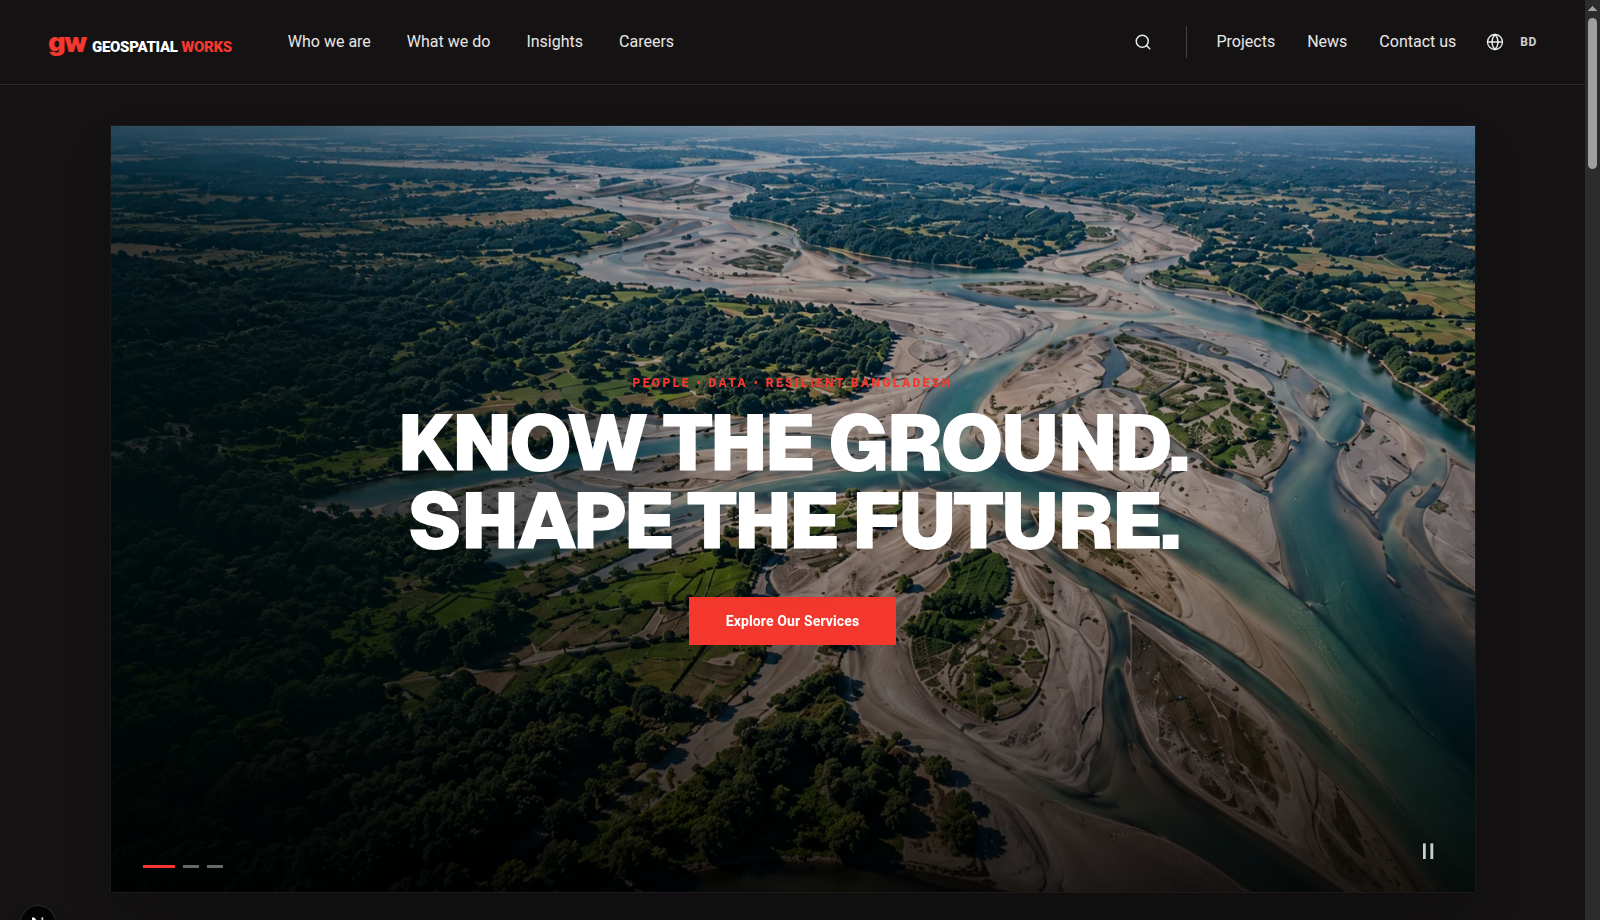 gw GEOSPATIAL WORKS
Who we are
What we do
Insights
Careers
Projects
News
Contact us
BD
PEOPLE · DATA · RESILIENT BANGLADESH
KNOW THE GROUND.
SHAPE THE FUTURE.
Explore Our Services